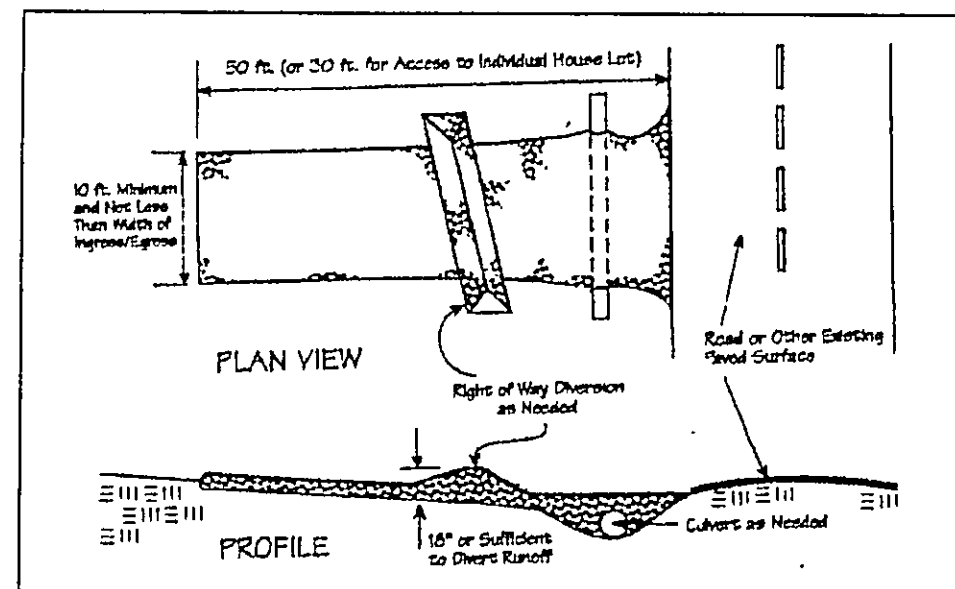 50 ft. (or 30 ft. for Access to Individual House Lot)
10 ft. Minimum
and Not Less
Than Width of
Ingress/Egress
PLAN VIEW
Right of Way Diversion
as Needed
Road or Other Existing
Paved Surface
Culvert as Needed
PROFILE
18" or Sufficient
to Divert Runoff